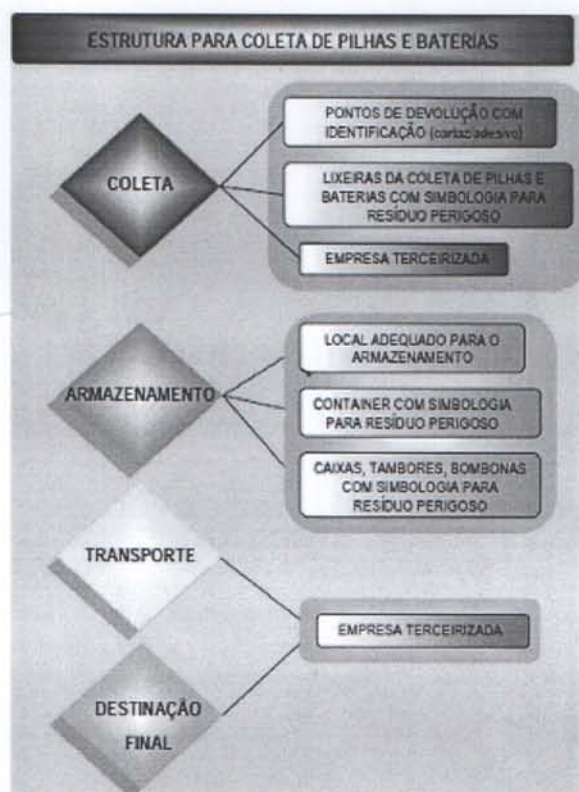 ESTRUTURA PARA COLETA DE PILHAS E BATERIAS
COLETA
PONTOS DE DEVOLUÇÃO COM
IDENTIFICAÇÃO (cartaz/adesivo)
LIXEIRAS DA COLETA DE PILHAS E
BATERIAS COM SIMBOLOGIA PARA
RESÍDUO PERIGOSO
EMPRESA TERCEIRIZADA
ARMAZENAMENTO
LOCAL ADEQUADO PARA O
ARMAZENAMENTO
CONTAINER COM SIMBOLOGIA
PARA RESÍDUO PERIGOSO
CAIXAS, TAMBORES, BOMBONAS
COM SIMBOLOGIA PARA
RESÍDUO PERIGOSO
TRANSPORTE
EMPRESA TERCEIRIZADA
DESTINAÇÃO
FINAL